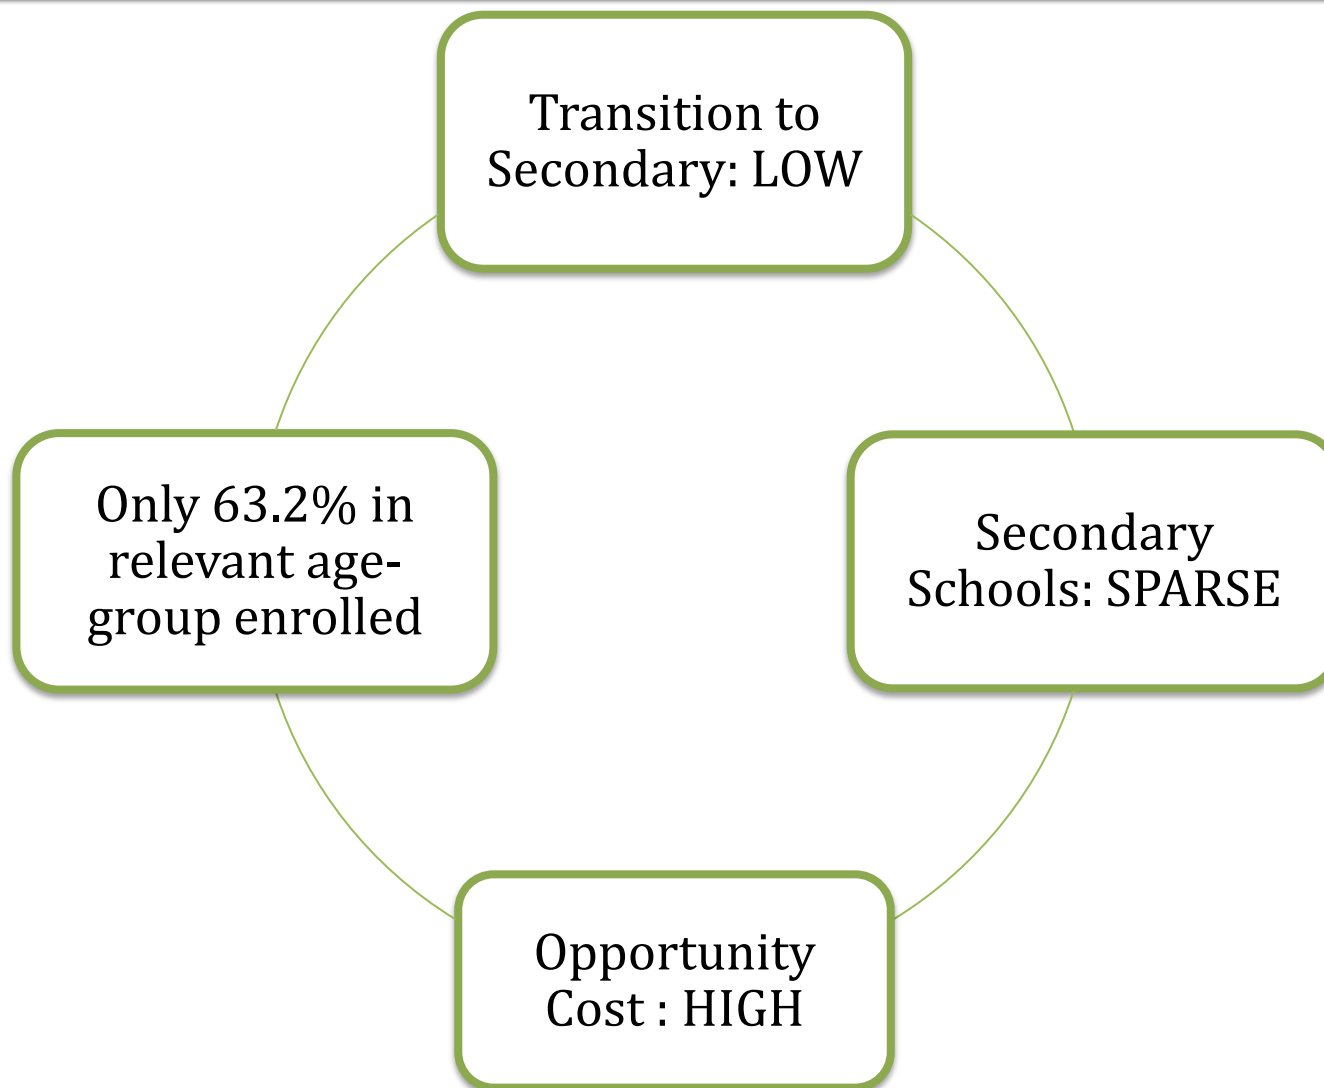 Transition to
Secondary: LOW
Only 63.2% in
relevant age-
group enrolled
Secondary
Schools: SPARSE
Opportunity
Cost : HIGH